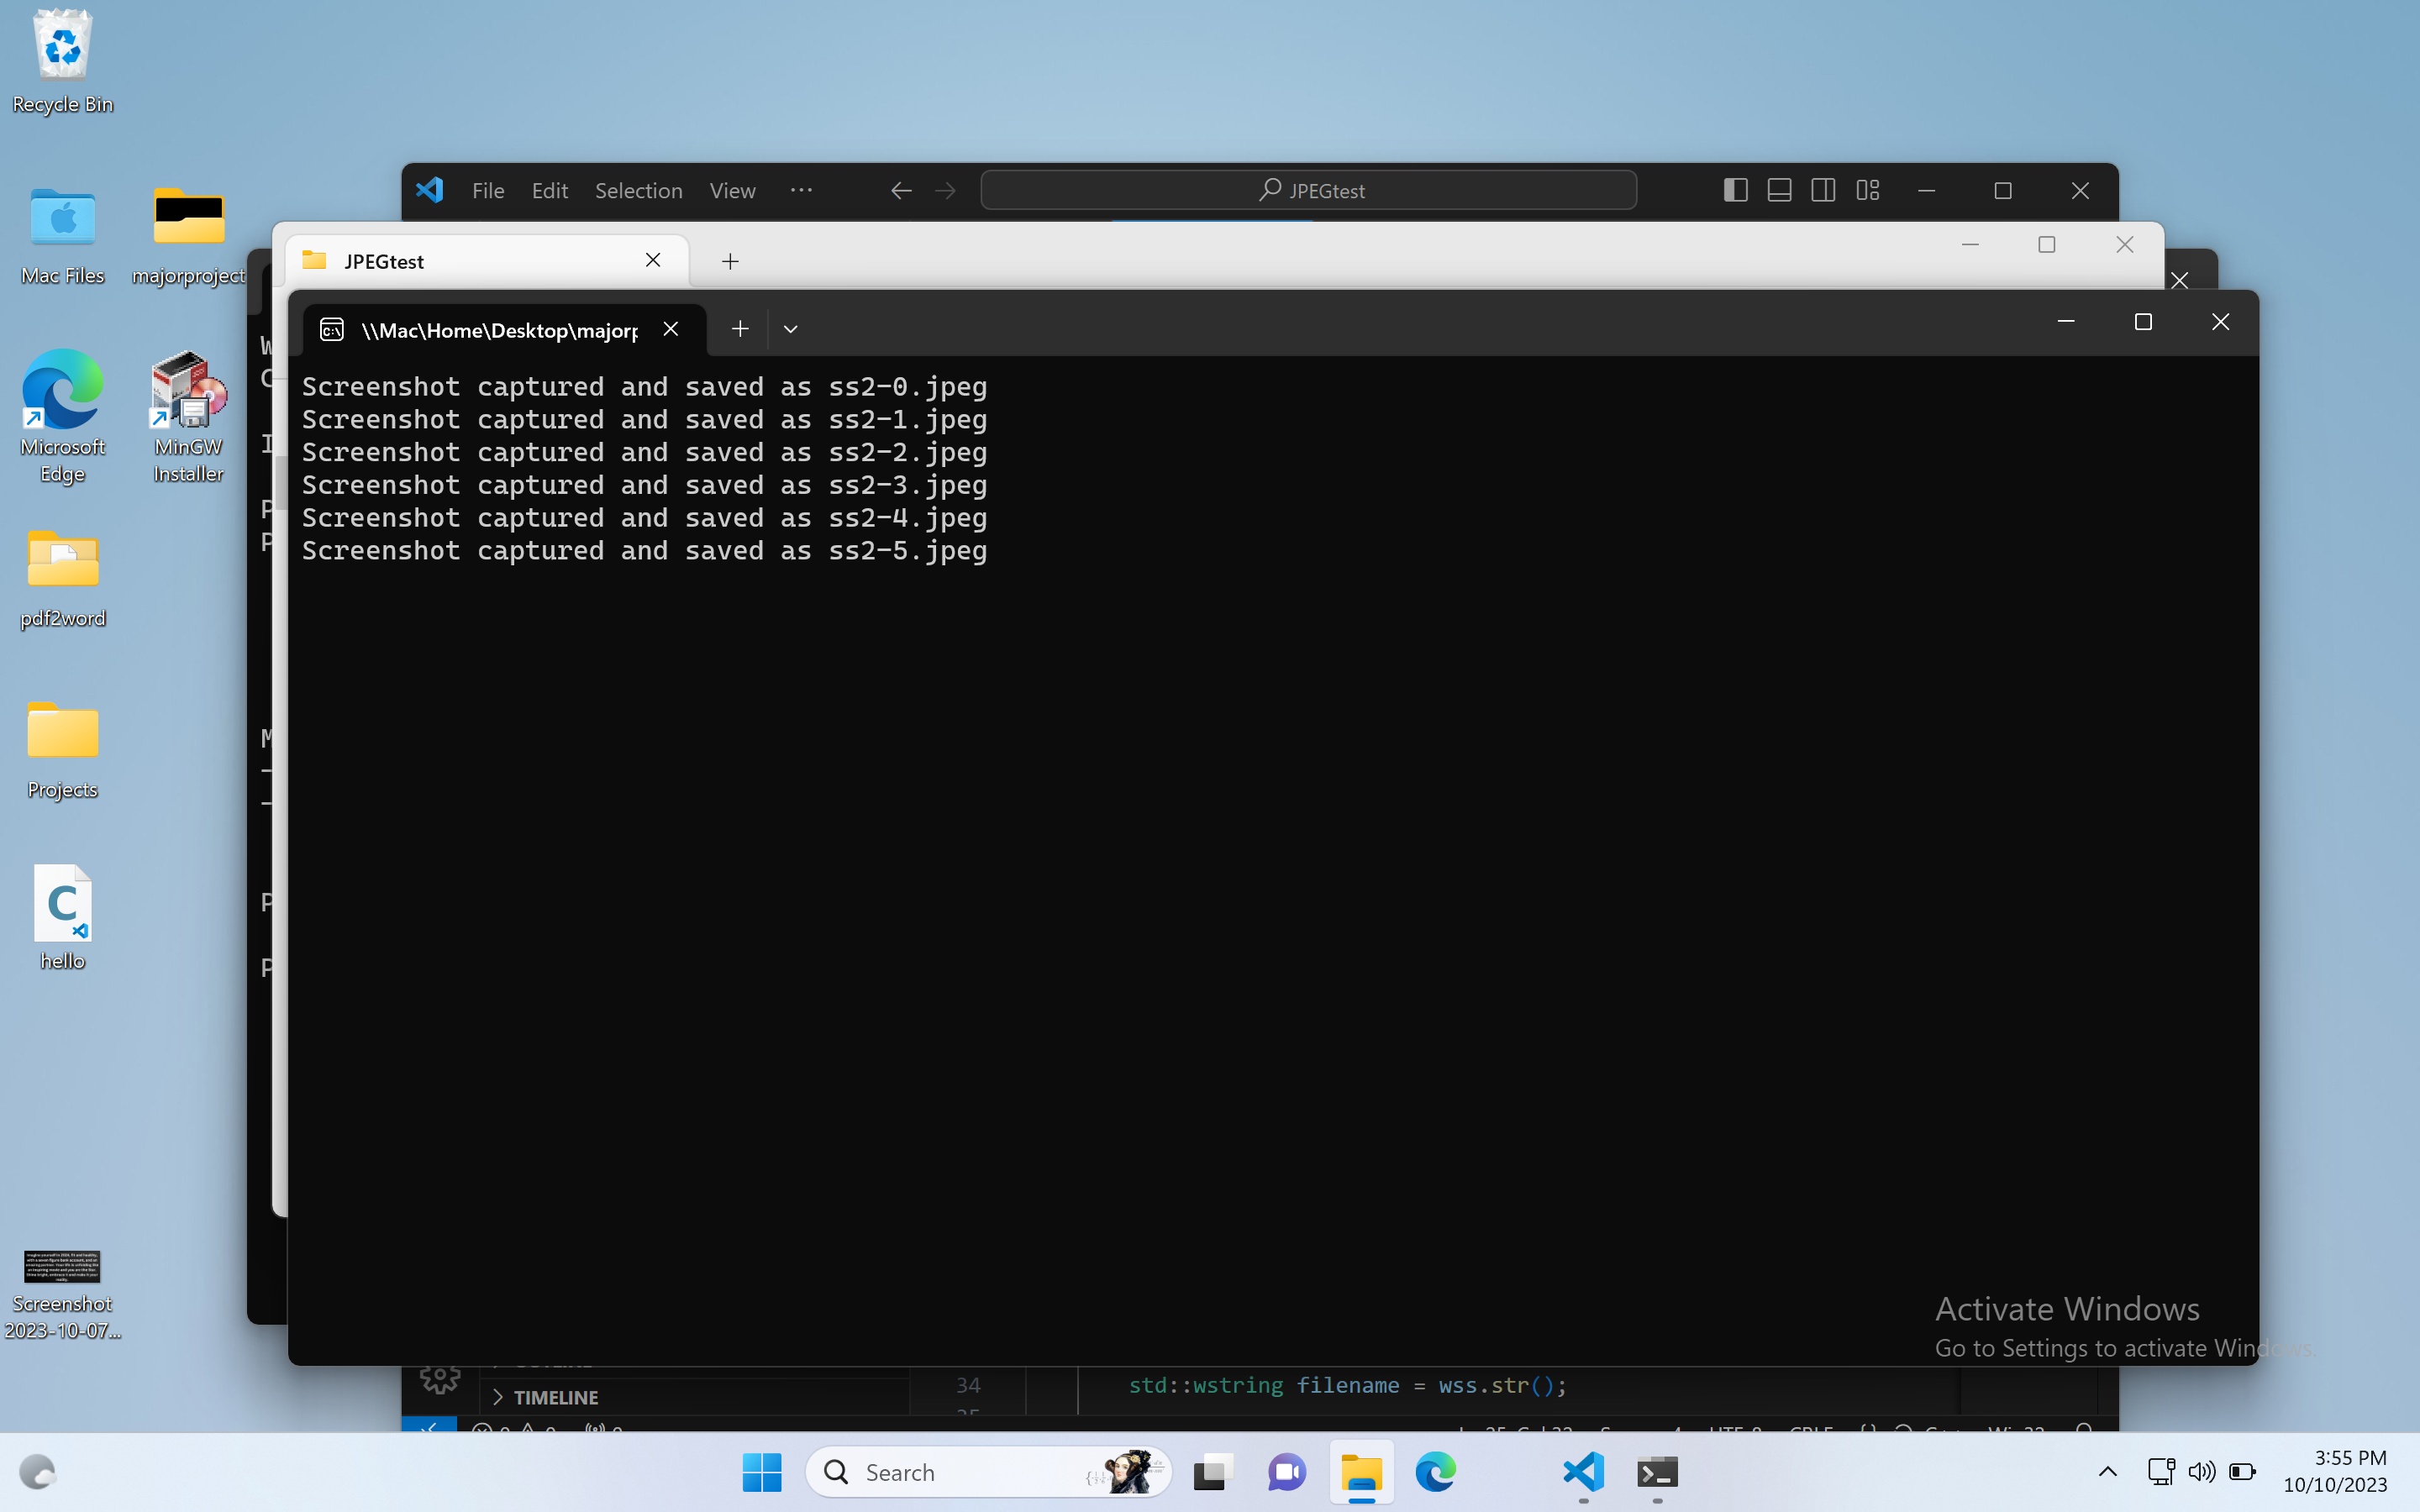 Recycle Bin
Mac Files
majorproject
Microsoft
Edge
MinGW
Installer
pdf2word
Projects
C
hello
Screenshot
2023-10-07...
File Edit Selection View ...
JPEGtest
JPEGtest
\\Mac\Home\Desktop\majorp
Screenshot captured and saved as ss2-0.jpeg
Screenshot captured and saved as ss2-1.jpeg
Screenshot captured and saved as ss2-2.jpeg
Screenshot captured and saved as ss2-3.jpeg
Screenshot captured and saved as ss2-4.jpeg
Screenshot captured and saved as ss2-5.jpeg
Activate Windows
Go to Settings to activate Windows.
TIMELINE
34 std::wstring filename = wss.str();
Search
3:55 PM
10/10/2023